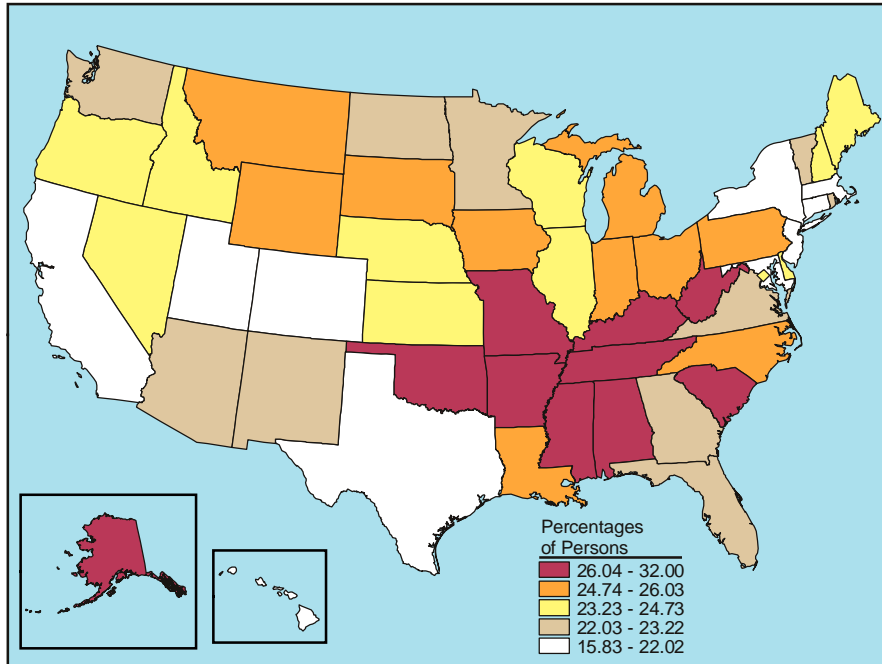 Percentages
of Persons
26.04 - 32.00
24.74 - 26.03
23.23 - 24.73
22.03 - 23.22
15.83 - 22.02